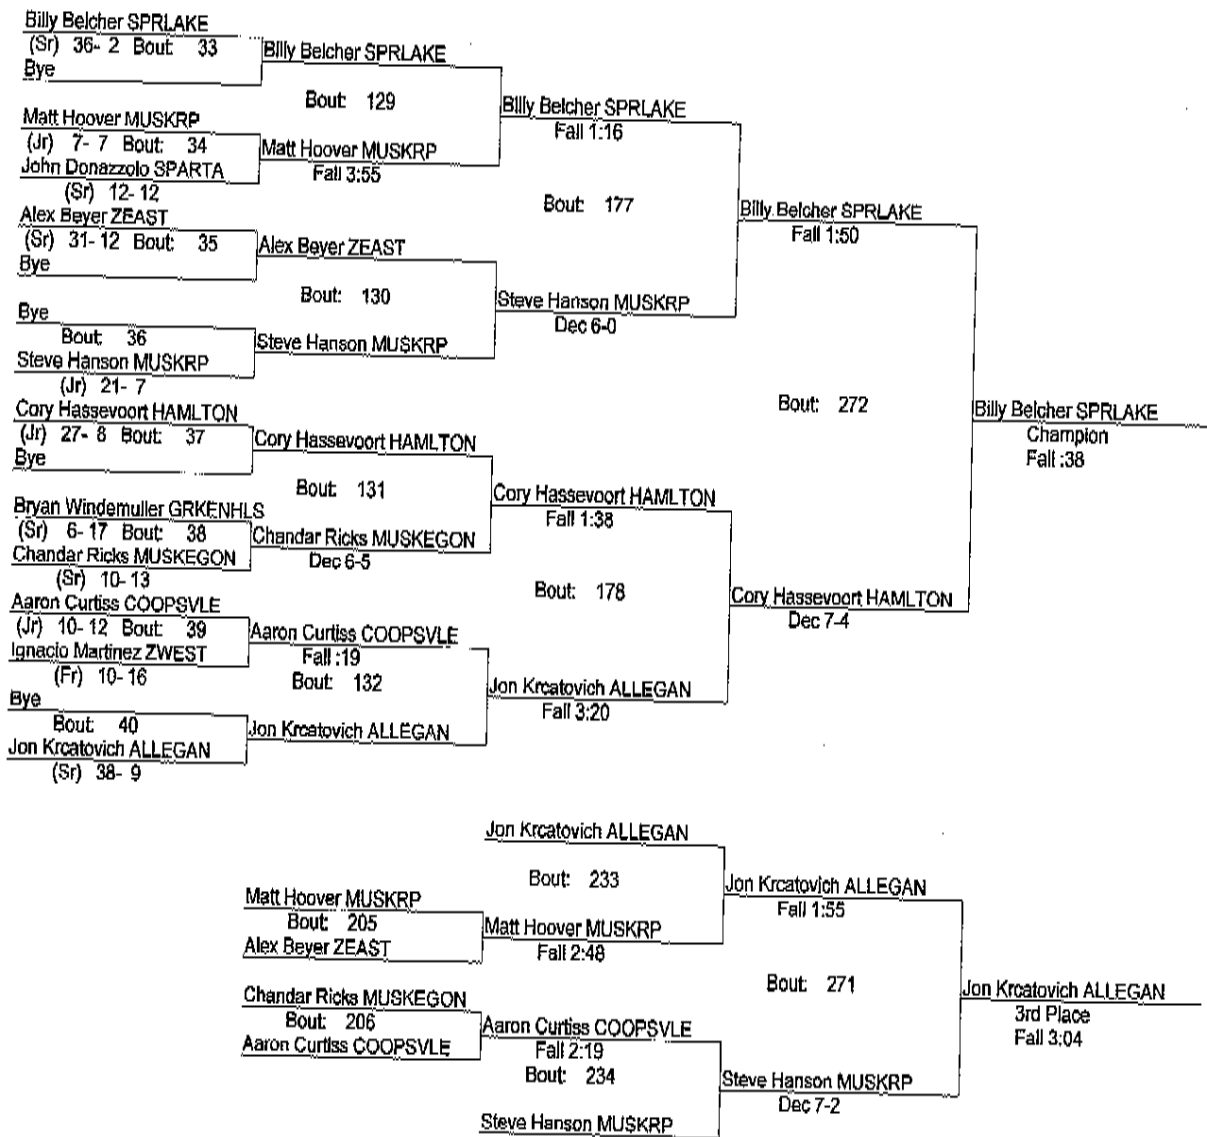 Billy Belcher SPRLAKE
(Sr) 36- 2 Bout: 33
Bye
Billy Belcher SPRLAKE
Bout: 129
Matt Hoover MUSKRP
(Jr) 7- 7 Bout: 34
John Donazzolo SPARTA
(Sr) 12- 12
Matt Hoover MUSKRP
Fall 3:55
Billy Belcher SPRLAKE
Fall 1:16
Bout: 177
Alex Beyer ZEAST
(Sr) 31- 12 Bout: 35
Bye
Alex Beyer ZEAST
Bout: 130
Bye
Bout: 36
Steve Hanson MUSKRP
(Jr) 21- 7
Steve Hanson MUSKRP
Steve Hanson MUSKRP
Dec 6-0
Billy Belcher SPRLAKE
Fall 1:50
Bout: 272
Billy Belcher SPRLAKE
Champion
Fall :38
Cory Hassevoort HAMLTON
(Jr) 27- 8 Bout: 37
Bye
Cory Hassevoort HAMLTON
Bout: 131
Bryan Windemuller GRKENHLS
(Sr) 6- 17 Bout: 38
Chandar Ricks MUSKEGON
(Sr) 10- 13
Chandar Ricks MUSKEGON
Dec 6-5
Cory Hassevoort HAMLTON
Fall 1:38
Bout: 178
Aaron Curtiss COOPSVLE
(Jr) 10- 12 Bout: 39
Ignacio Martinez ZWEST
(Fr) 10- 16
Aaron Curtiss COOPSVLE
Fall :19
Bout: 132
Bye
Bout: 40
Jon Krcatovich ALLEGAN
(Sr) 38- 9
Jon Krcatovich ALLEGAN
Jon Krcatovich ALLEGAN
Fall 3:20
Cory Hassevoort HAMLTON
Dec 7-4
Jon Krcatovich ALLEGAN
Bout: 233
Matt Hoover MUSKRP
Bout: 205
Alex Beyer ZEAST
Matt Hoover MUSKRP
Fall 2:48
Jon Krcatovich ALLEGAN
Fall 1:55
Bout: 271
Chandar Ricks MUSKEGON
Bout: 206
Aaron Curtiss COOPSVLE
Aaron Curtiss COOPSVLE
Fall 2:19
Bout: 234
Steve Hanson MUSKRP
Steve Hanson MUSKRP
Dec 7-2
Jon Krcatovich ALLEGAN
3rd Place
Fall 3:04